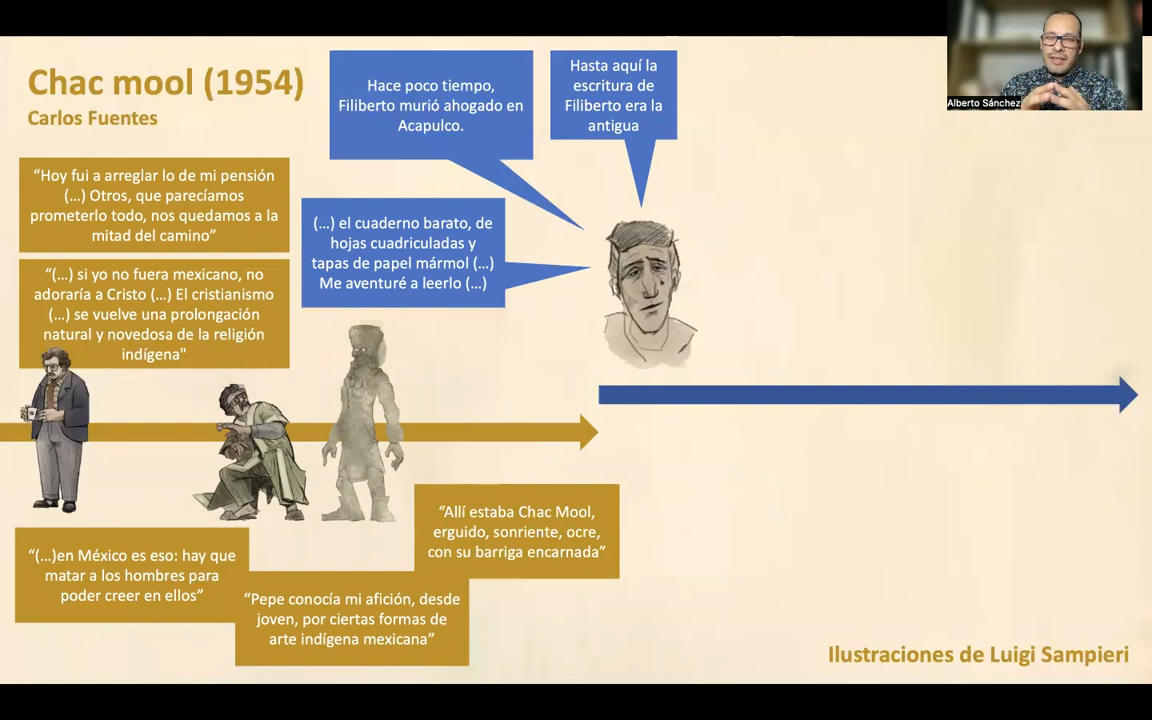 Chac mool (1954)
Carlos Fuentes
Hace poco tiempo,
Filiberto murió ahogado en
Acapulco.
Hasta aquí la
escritura de
Filiberto era la
antigua
Alberto Sánchez
“Hoy fui a arreglar lo de mi pensión
(…) Otros, que parecíamos
prometerlo todo, nos quedamos a la
mitad del camino”
(…) el cuaderno barato, de
hojas cuadriculadas y
tapas de papel mármol (…)
Me aventuré a leerlo (…)
“(…) si yo no fuera mexicano, no
adoraría a Cristo (…) El cristianismo
(…) se vuelve una prolongación
natural y novedosa de la religión
indígena"
“Allí estaba Chac Mool,
erguido, sonriente, ocre,
con su barriga encarnada”
“(…)en México es eso: hay que
matar a los hombres para
poder creer en ellos”
“Pepe conocía mi afición, desde
joven, por ciertas formas de
arte indígena mexicana”
Ilustraciones de Luigi Sampieri